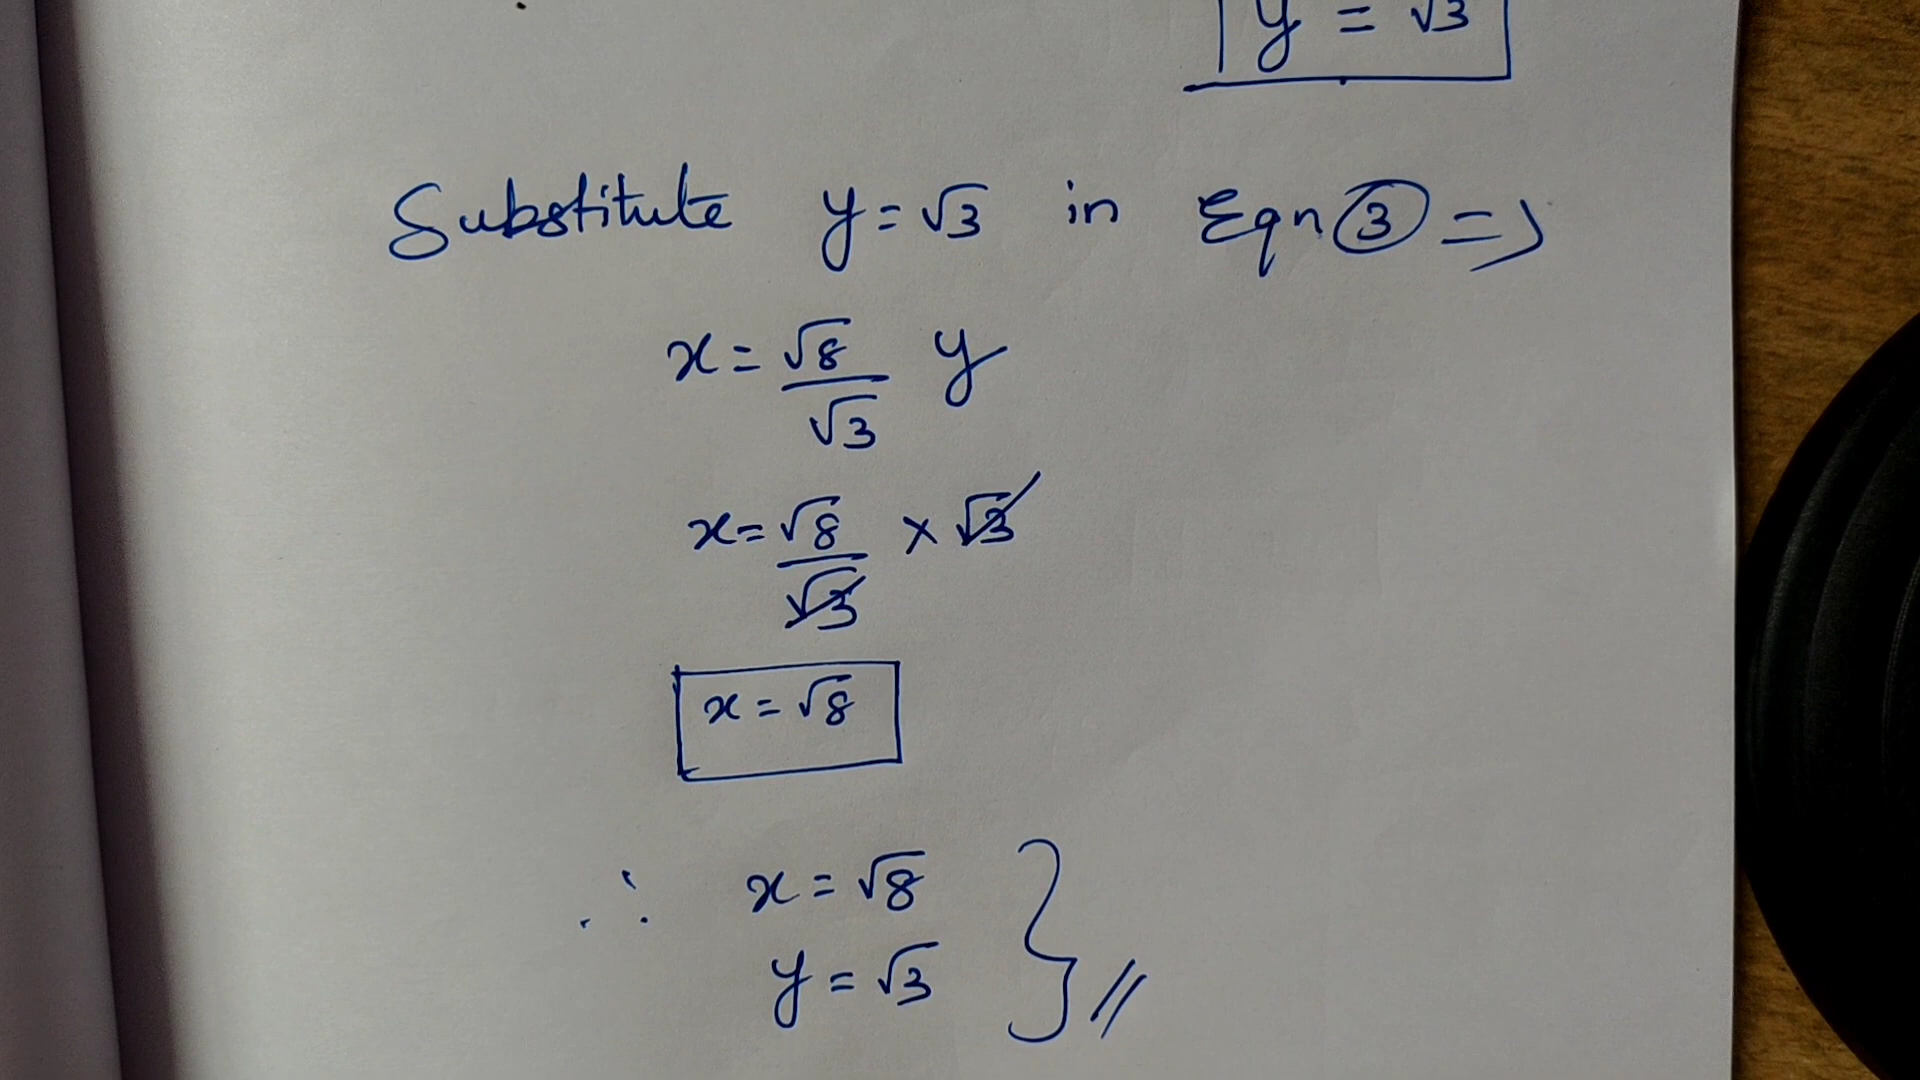 y = √3
Substitute y = √3 in Eqn ③ =>
x = √8/√3 y
x = √8/√3 × √3
x = √8
∴ x = √8
y = √3 } //